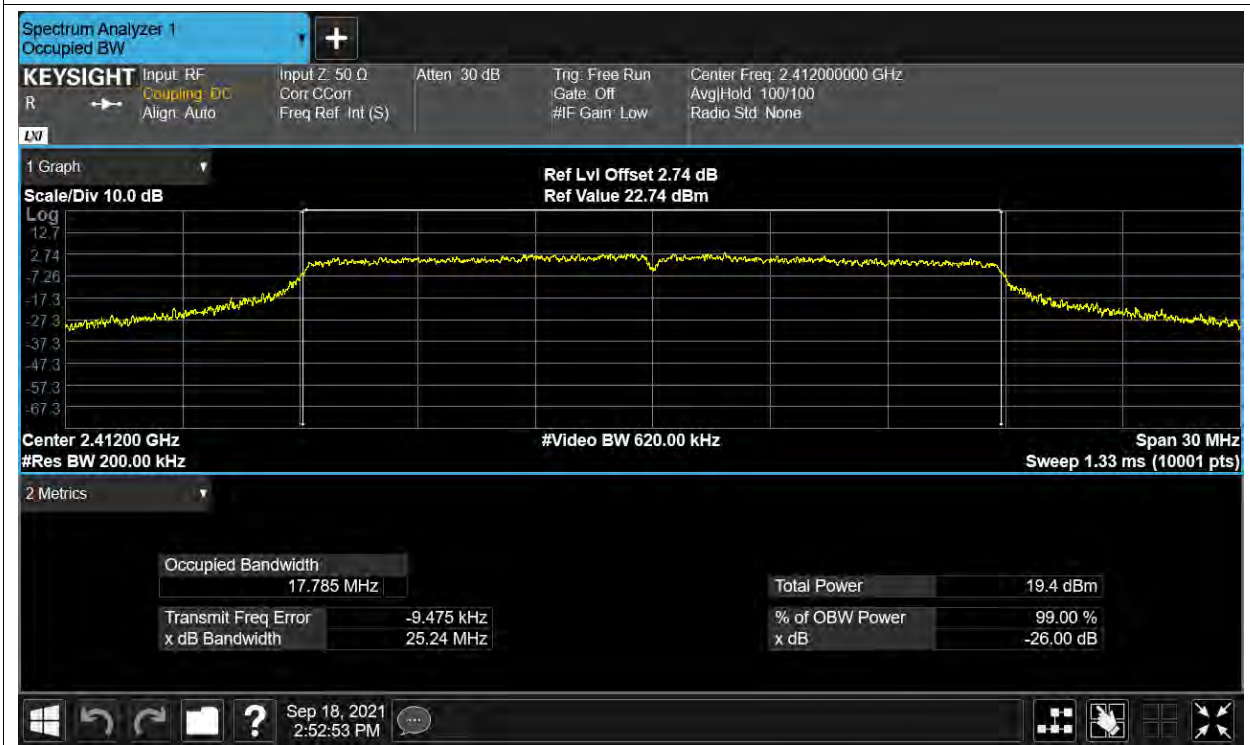 Spectrum Analyzer 1
Occupied BW
+
KEYSIGHT Input: RF Input Z: 50 Ω Atten: 30 dB Trig: Free Run Center Freq: 2.412000000 GHz
R Coupling: DC Corr CCorr Gate: Off Avg|Hold: 100/100
Align: Auto Freq Ref: Int (S) #IF Gain: Low Radio Std: None
LXI
1 Graph
Ref Lvl Offset 2.74 dB
Scale/Div 10.0 dB Ref Value 22.74 dBm
Log
12.7
2.74
-7.26
-17.3
-27.3
-37.3
-47.3
-57.3
-67.3
Center 2.41200 GHz #Video BW 620.00 kHz Span 30 MHz
#Res BW 200.00 kHz Sweep 1.33 ms (10001 pts)
2 Metrics
Occupied Bandwidth
17.785 MHz
Total Power 19.4 dBm
Transmit Freq Error -9.475 kHz % of OBW Power 99.00 %
x dB Bandwidth 25.24 MHz x dB -26.00 dB
? Sep 18, 2021
2:52:53 PM